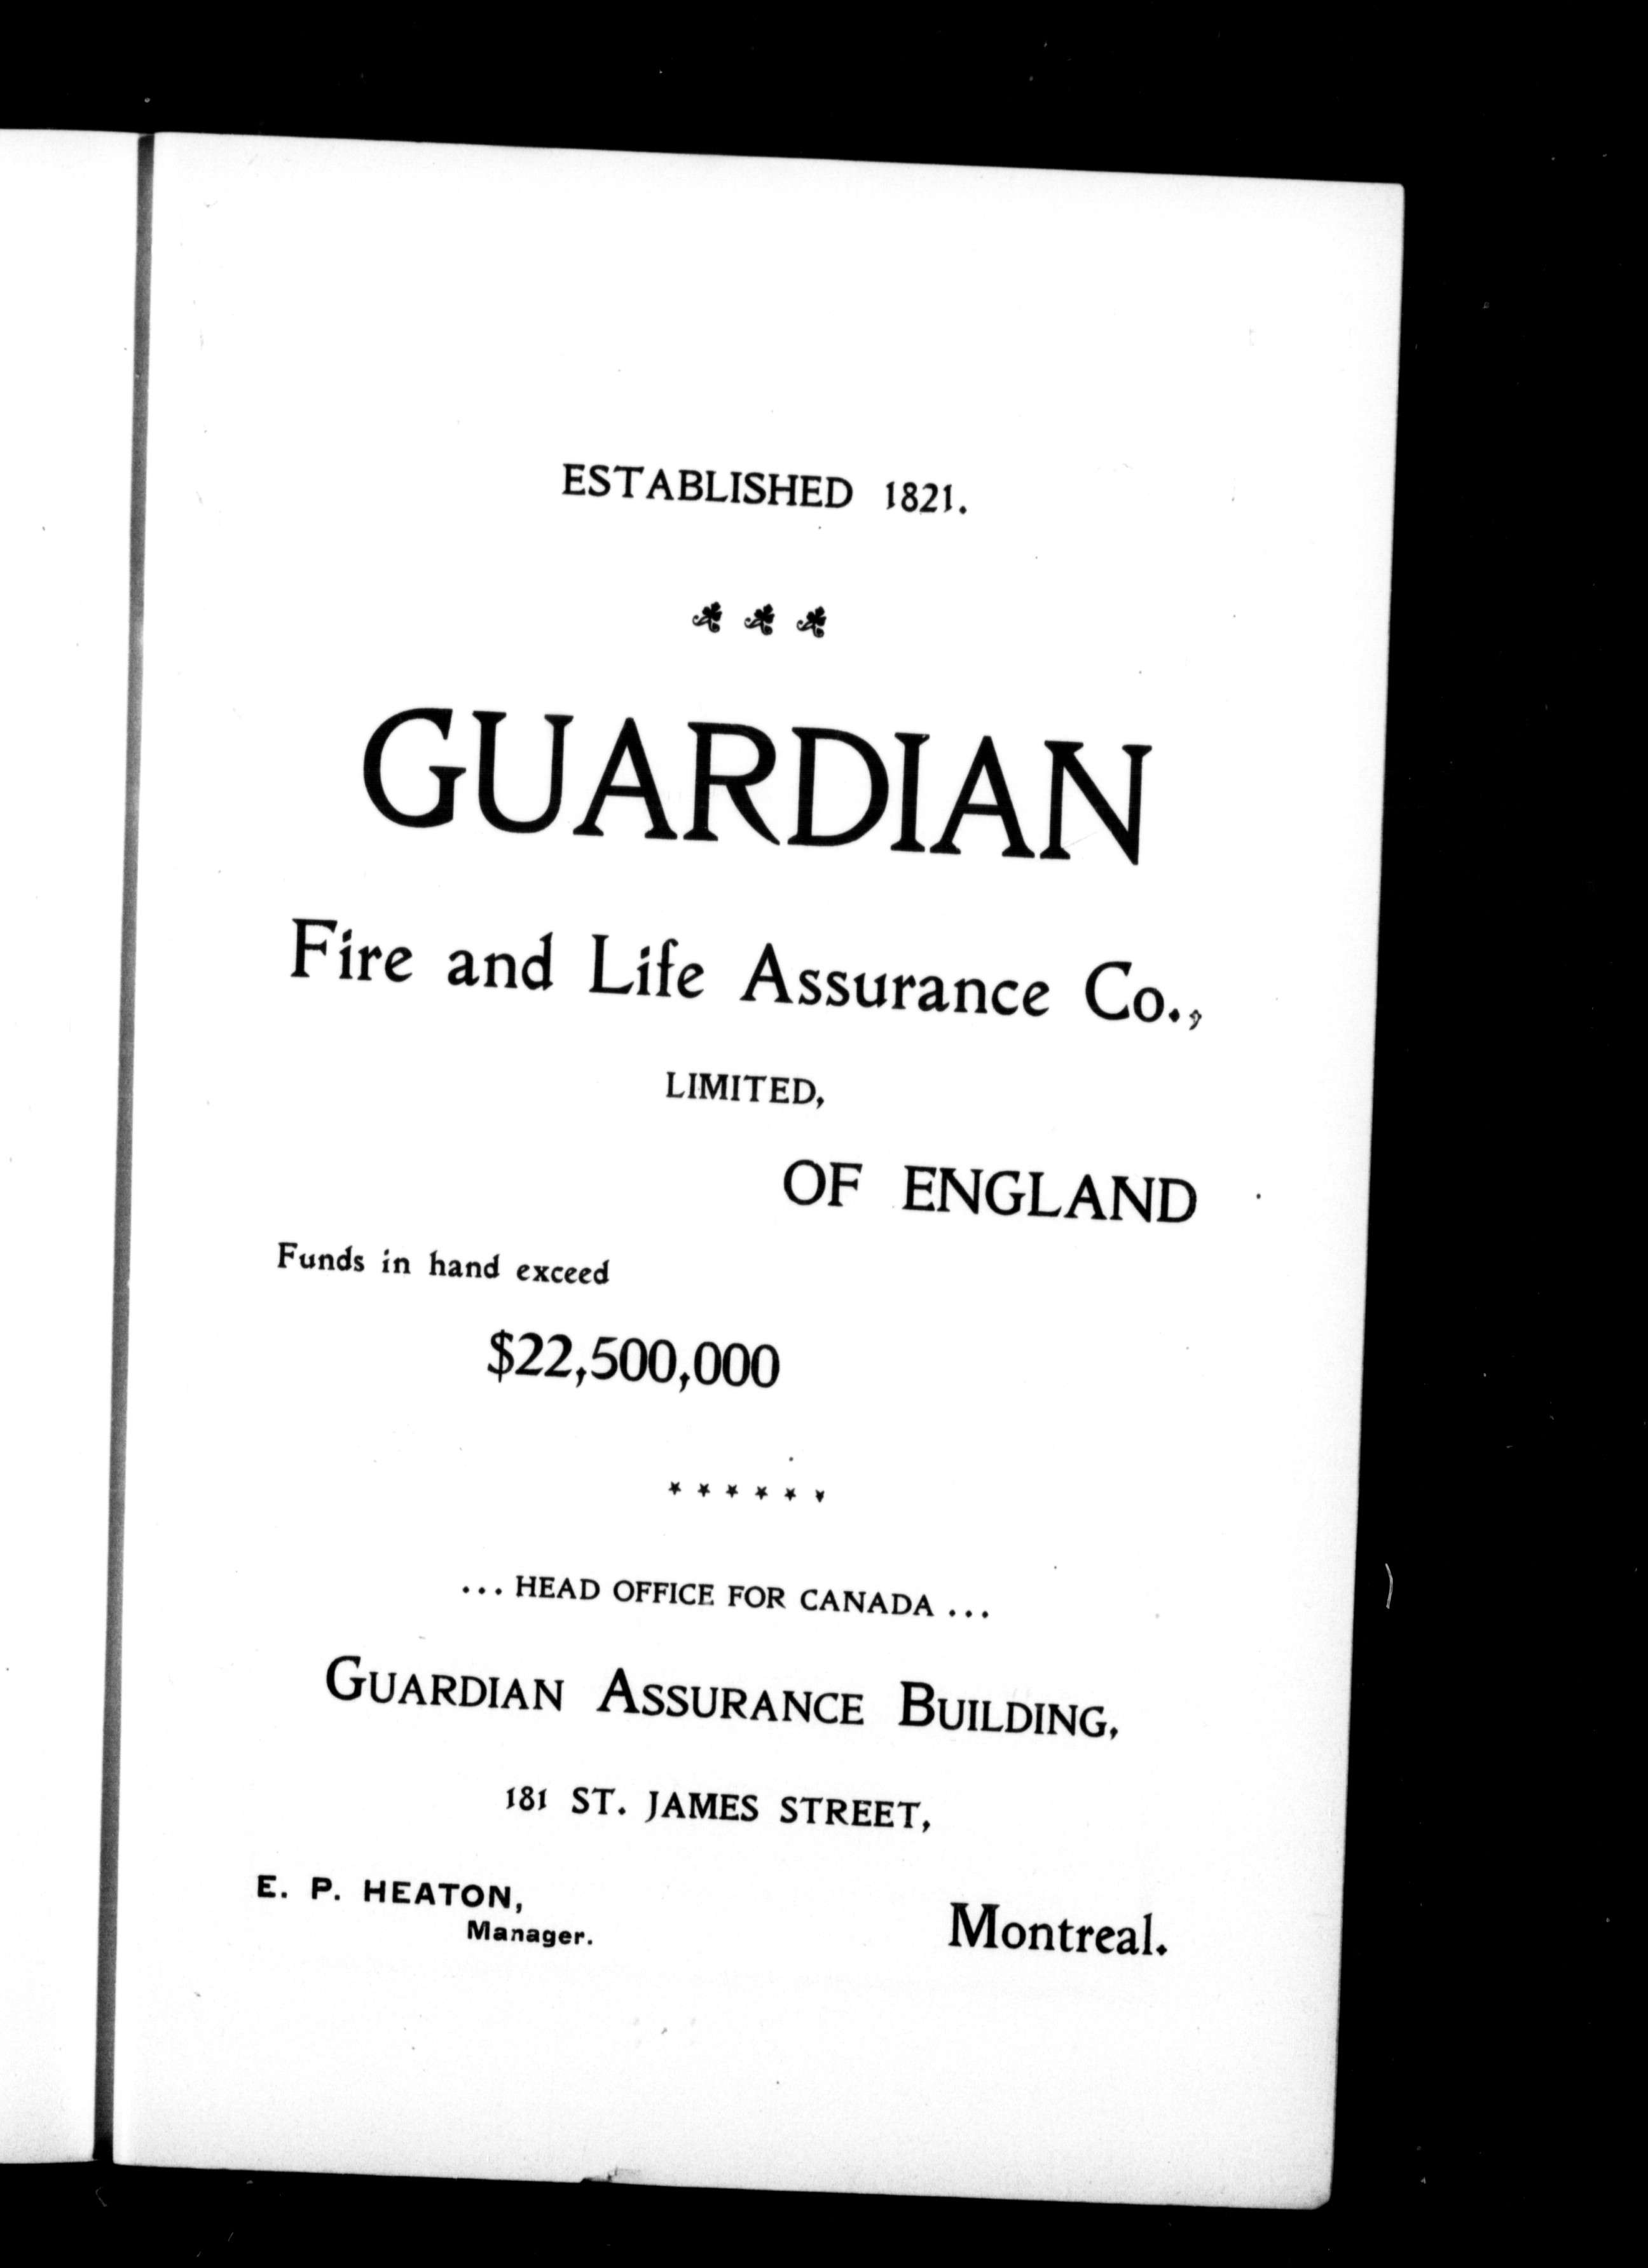 ESTABLISHED 1821.
GUARDIAN
Fire and Life Assurance Co.,
LIMITED,
OF ENGLAND
Funds in hand exceed
$22,500,000
* * * * * *
... HEAD OFFICE FOR CANADA ...
GUARDIAN ASSURANCE BUILDING,
181 ST. JAMES STREET,
E. P. HEATON,
Manager.
Montreal.